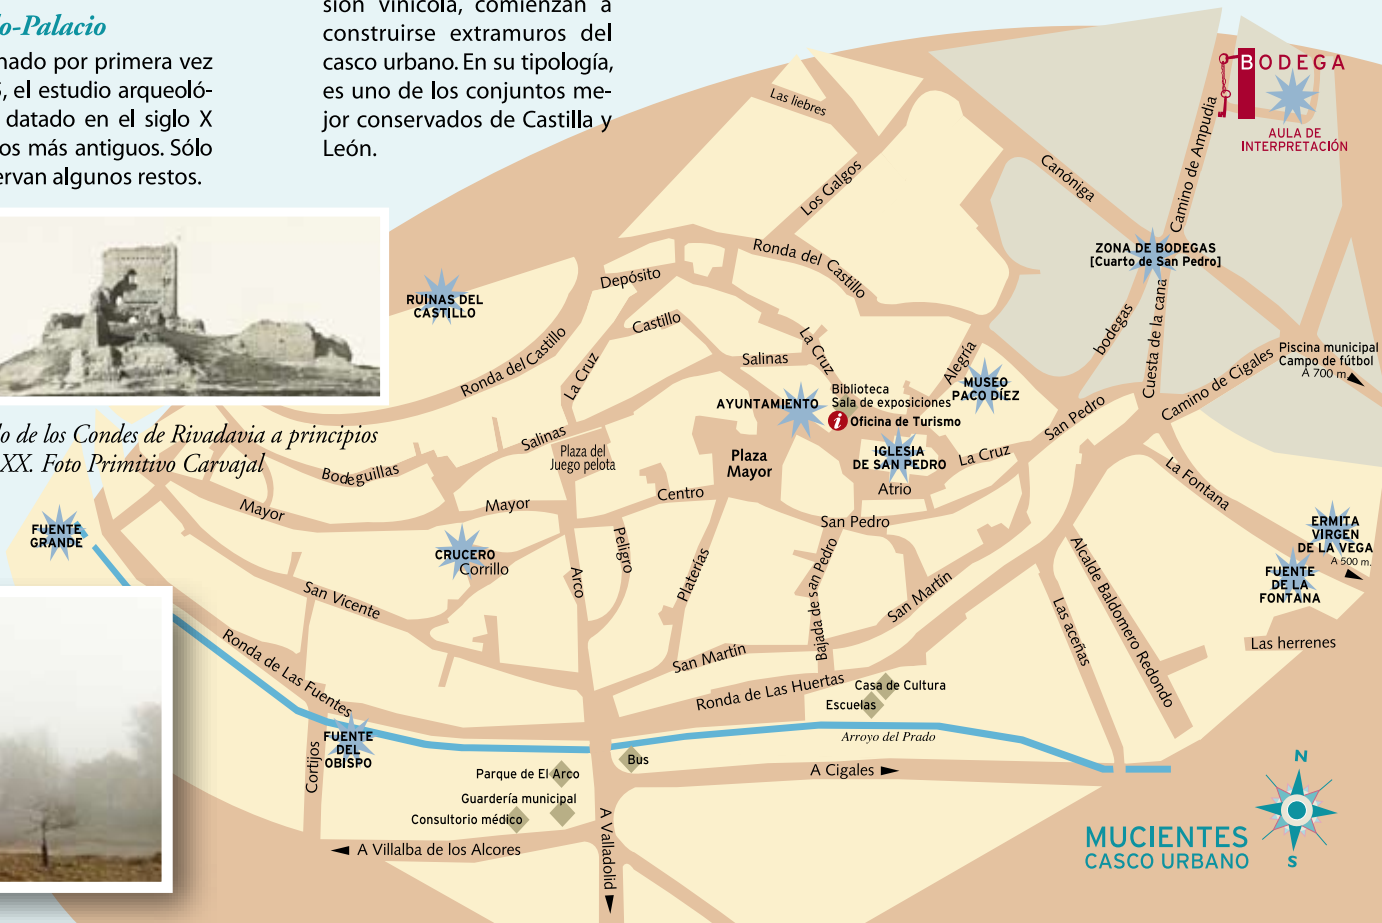 lo-Palacio
nado por primera vez
, el estudio arqueoló-
datado en el siglo X
os más antiguos. Sólo
ervan algunos restos.
sión vinícola, comienzan a
construirse extramuros del
casco urbano. En su tipología,
es uno de los conjuntos me-
jor conservados de Castilla y
León.
lo de los Condes de Rivadavia a principios
XX. Foto Primitivo Carvajal
BODEGA
AULA DE
INTERPRETACIÓN
Las liebres
Los Galgos
Canóniga
Camino de Ampudia
ZONA DE BODEGAS
[Cuarto de San Pedro]
Ronda del Castillo
Depósito
RUINAS DEL
CASTILLO
Castillo
La Cruz
Ronda del Castillo
La Cruz
Salinas
Alegría
bodegas
Cuesta de la cana
Camino de Cigales
Piscina municipal
Campo de fútbol
A 700 m
MUSEO
PACO DÍEZ
Biblioteca
Sala de exposiciones
i Oficina de Turismo
AYUNTAMIENTO
San Pedro
Salinas
Plaza del
Juego pelota
Plaza
Mayor
IGLESIA
DE SAN PEDRO
La Cruz
Atrio
Bodeguillas
La Fontana
Mayor
Mayor
Centro
San Pedro
FUENTE
GRANDE
CRUCERO
Corrillo
Peligro
Arco
Platerías
Bajada de san Pedro
San Martín
Alcalde Baldomero Redondo
Las aceñas
ERMITA
VIRGEN
DE LA VEGA
A 500 m.
FUENTE
DE LA
FONTANA
Las herrenes
San Vicente
San Martín
Ronda de Las Fuentes
Ronda de Las Huertas
Casa de Cultura
Escuelas
Arroyo del Prado
FUENTE
DEL
OBISPO
Cortijos
Bus
A Cigales
Parque de El Arco
Guardería municipal
Consultorio médico
A Villalba de los Alcores
A Valladolid
N
S
MUCIENTES
CASCO URBANO